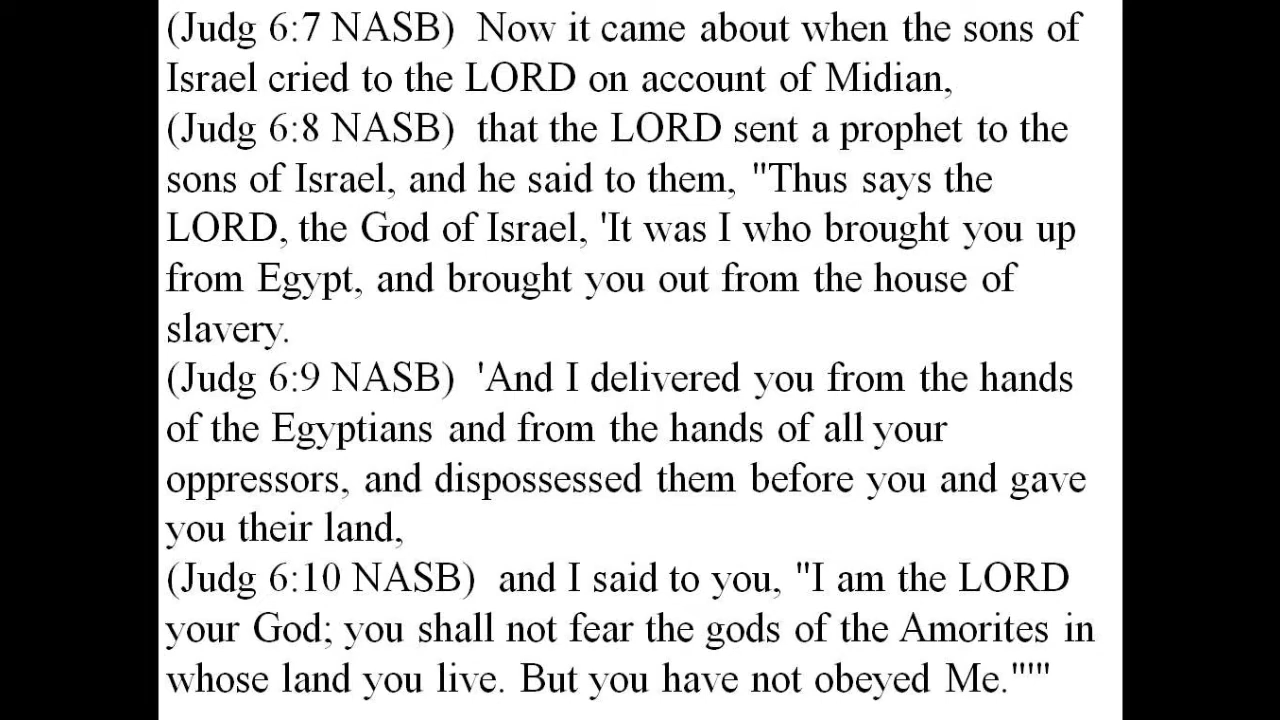 (Judg 6:7 NASB)  Now it came about when the sons of
Israel cried to the LORD on account of Midian,
(Judg 6:8 NASB)  that the LORD sent a prophet to the
sons of Israel, and he said to them, "Thus says the
LORD, the God of Israel, 'It was I who brought you up
from Egypt, and brought you out from the house of
slavery.
(Judg 6:9 NASB)  'And I delivered you from the hands
of the Egyptians and from the hands of all your
oppressors, and dispossessed them before you and gave
you their land,
(Judg 6:10 NASB)  and I said to you, "I am the LORD
your God; you shall not fear the gods of the Amorites in
whose land you live. But you have not obeyed Me."'"